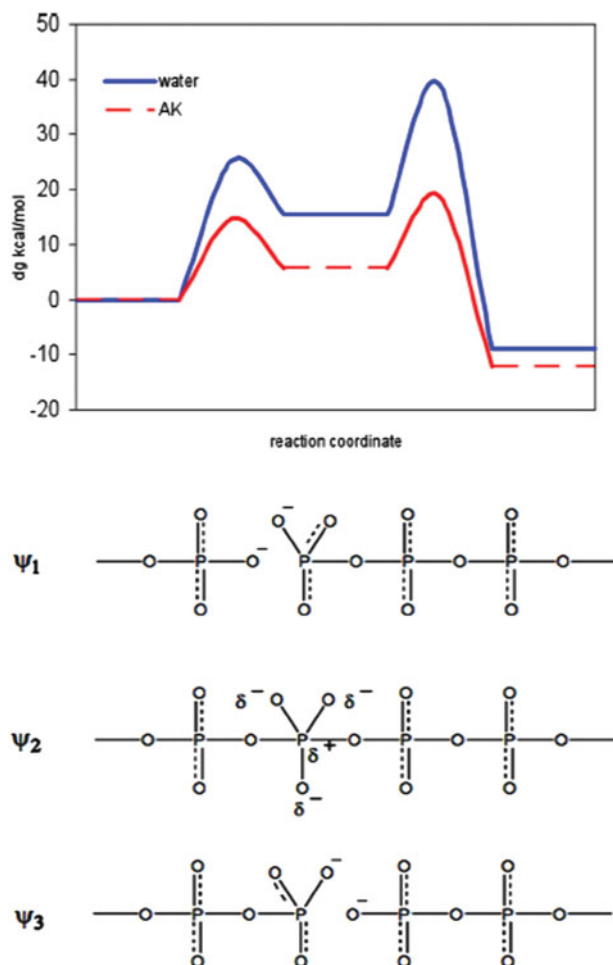 50
40
30
20
10
0
-10
-20
dg kcal/mol
water
AK
reaction coordinate
Ψ1
O O⁻ O O O
O P O⁻ P O P O P O
O O O O
Ψ2
O δ⁻ O O δ⁻ O O
O P O P δ⁺ O P O P O
O O δ⁻ O O
Ψ3
O O O⁻ O O
O P O P O⁻ P O P O
O O O O